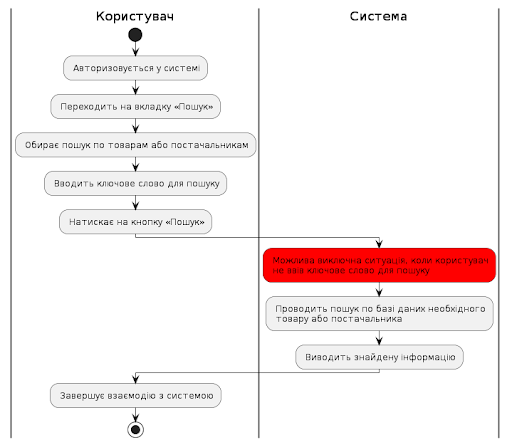 Користувач
Система
Авторизовується у системі
Переходить на вкладку «Пошук»
Обирає пошук по товарам або постачальникам
Вводить ключове слово для пошуку
Натискає на кнопку «Пошук»
Можлива виключна ситуація, коли користувач
не ввів ключове слово для пошуку
Проводить пошук по базі даних необхідного
товару або постачальника
Виводить знайдену інформацію
Завершує взаємодію з системою